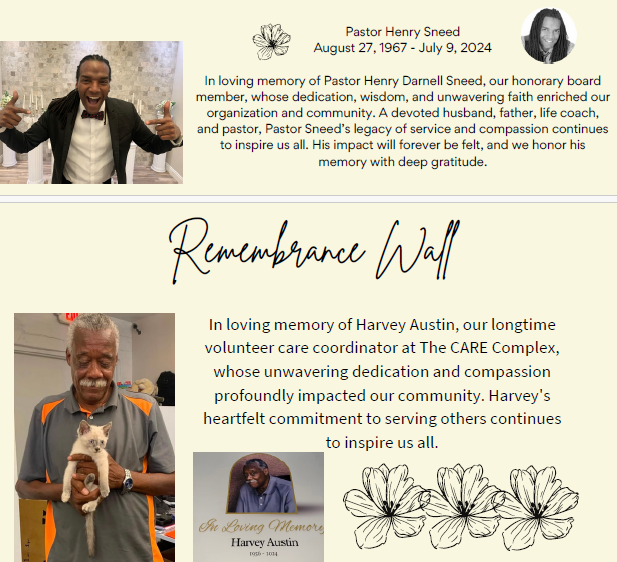 Pastor Henry Sneed
August 27, 1967 - July 9, 2024
In loving memory of Pastor Henry Darnell Sneed, our honorary board
member, whose dedication, wisdom, and unwavering faith enriched our
organization and community. A devoted husband, father, life coach,
and pastor, Pastor Sneed's legacy of service and compassion continues
to inspire us all. His impact will forever be felt, and we honor his
memory with deep gratitude.
Remembrance Wall
In loving memory of Harvey Austin, our longtime
volunteer care coordinator at The CARE Complex,
whose unwavering dedication and compassion
profoundly impacted our community. Harvey's
heartfelt commitment to serving others continues
to inspire us all.
In Loving Memory
Harvey Austin